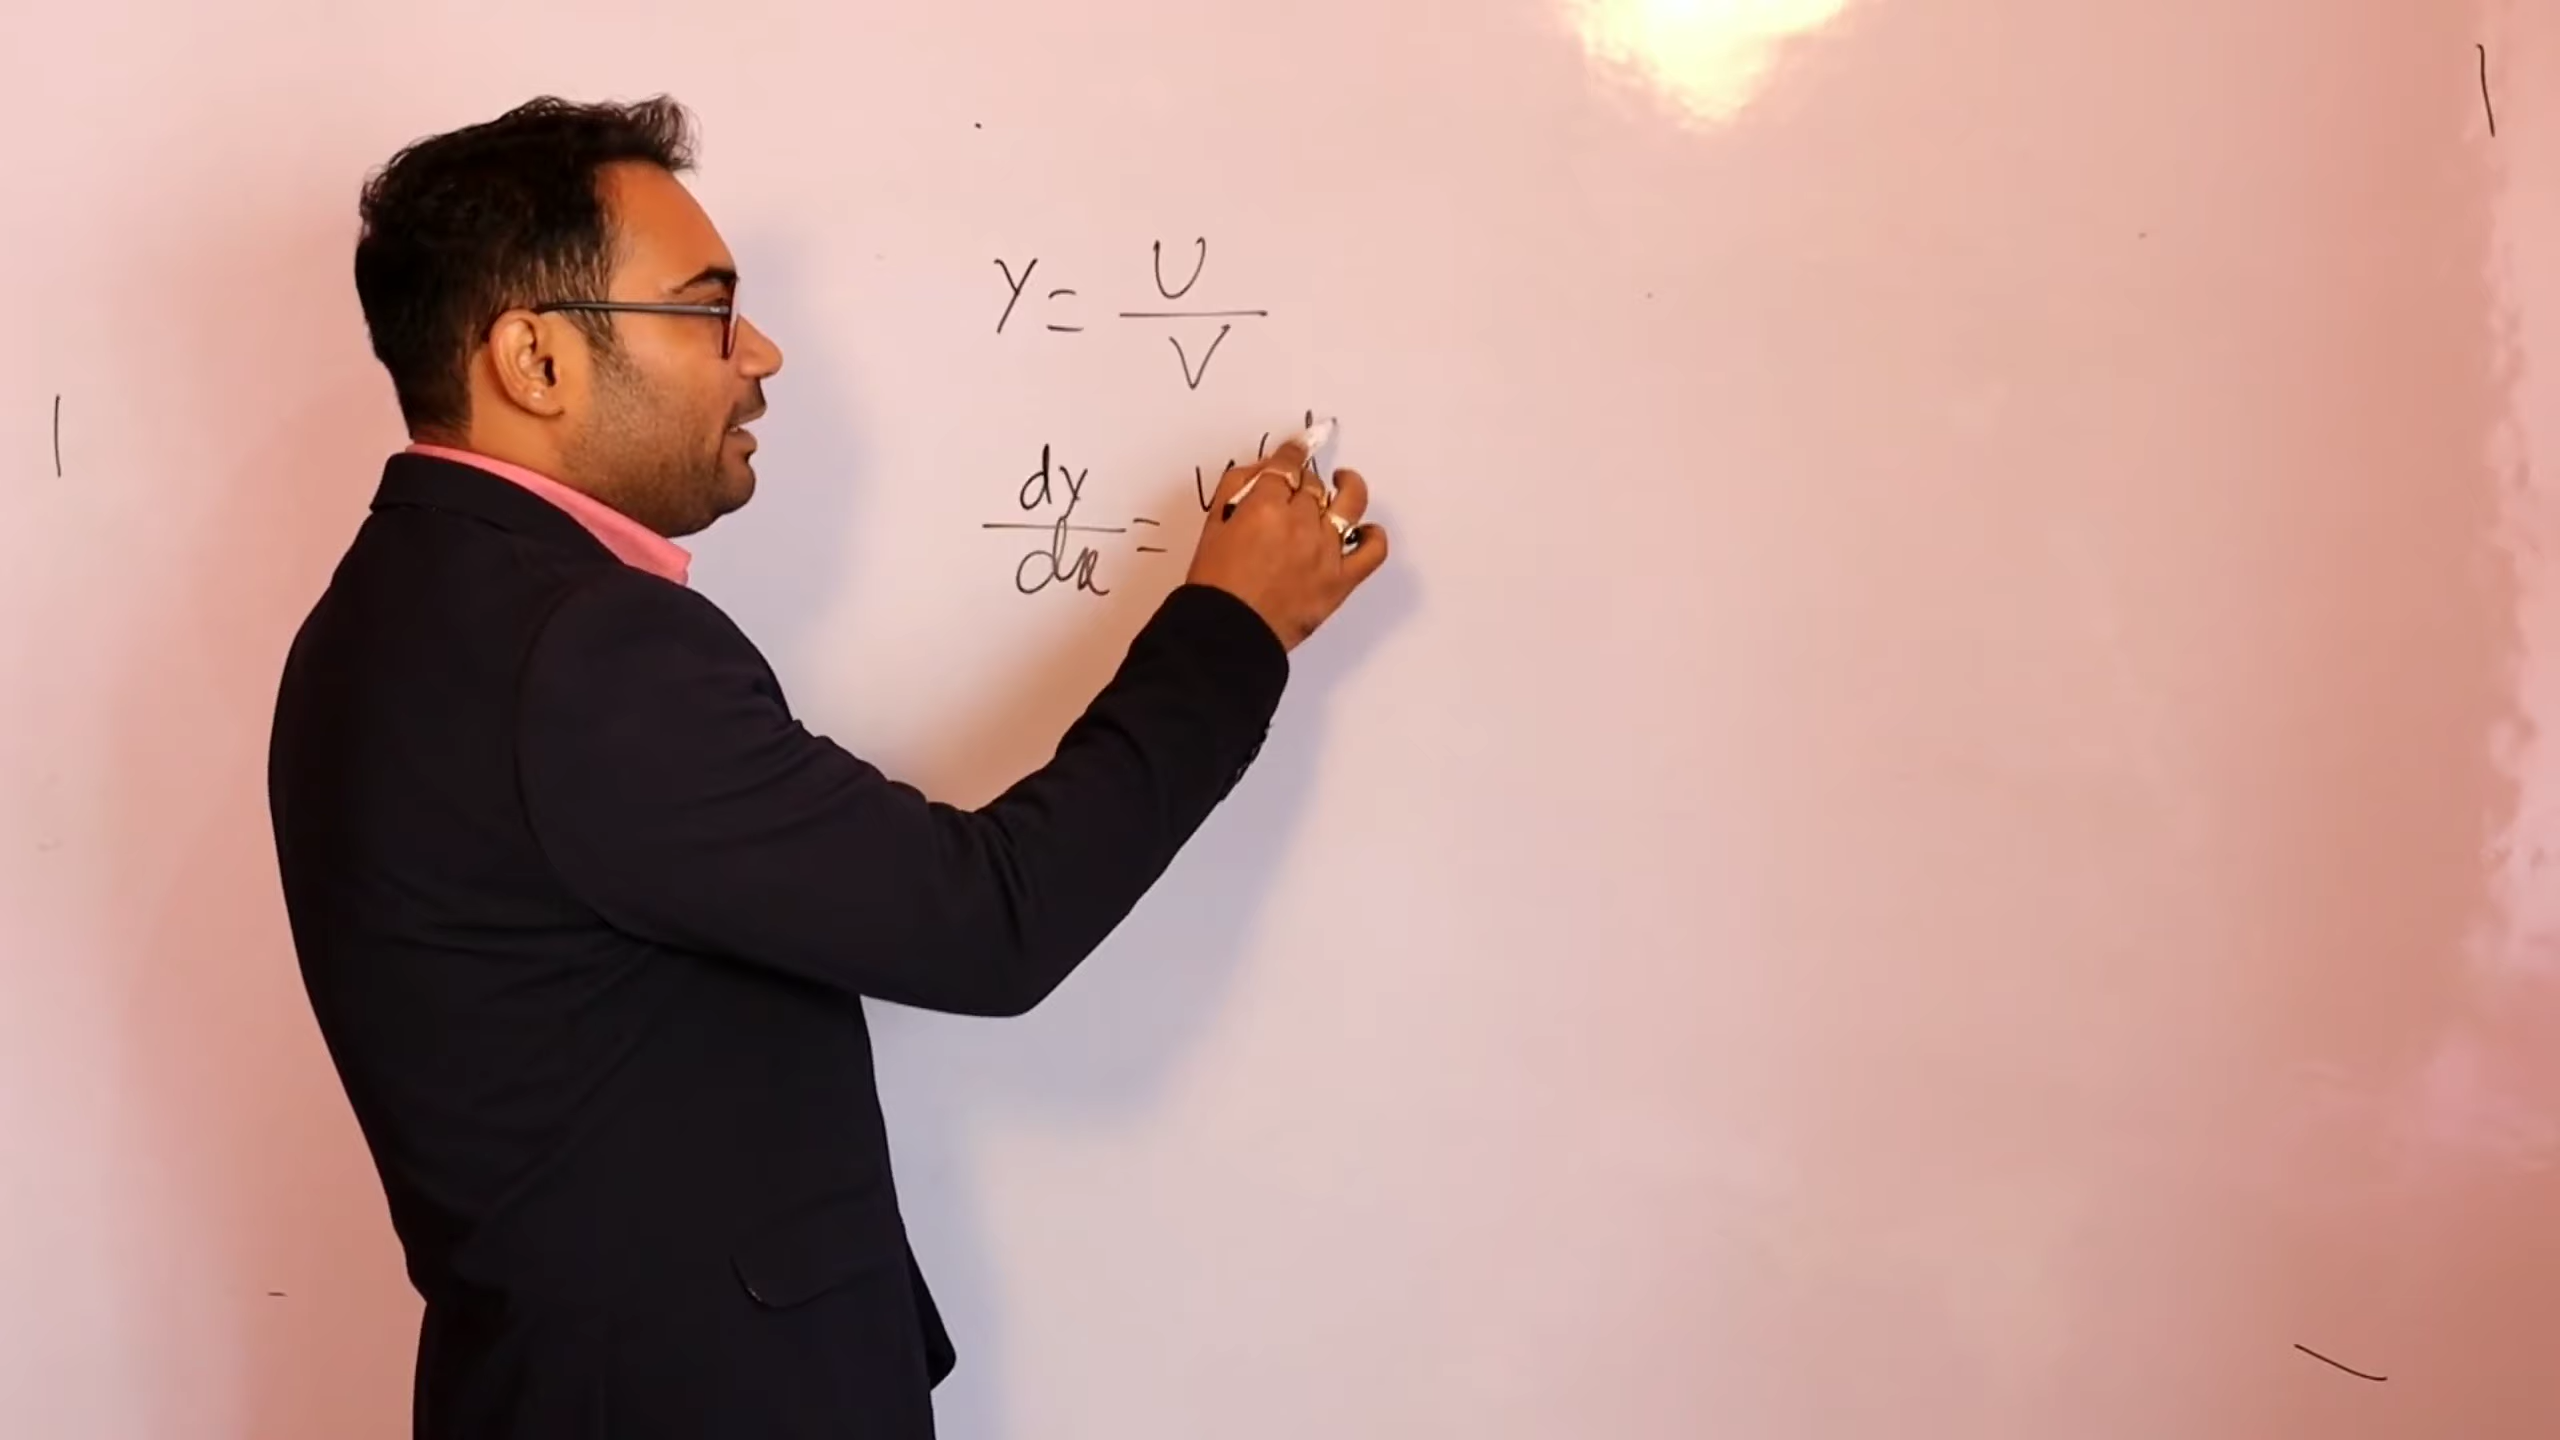 y = U / V
dy / dx =